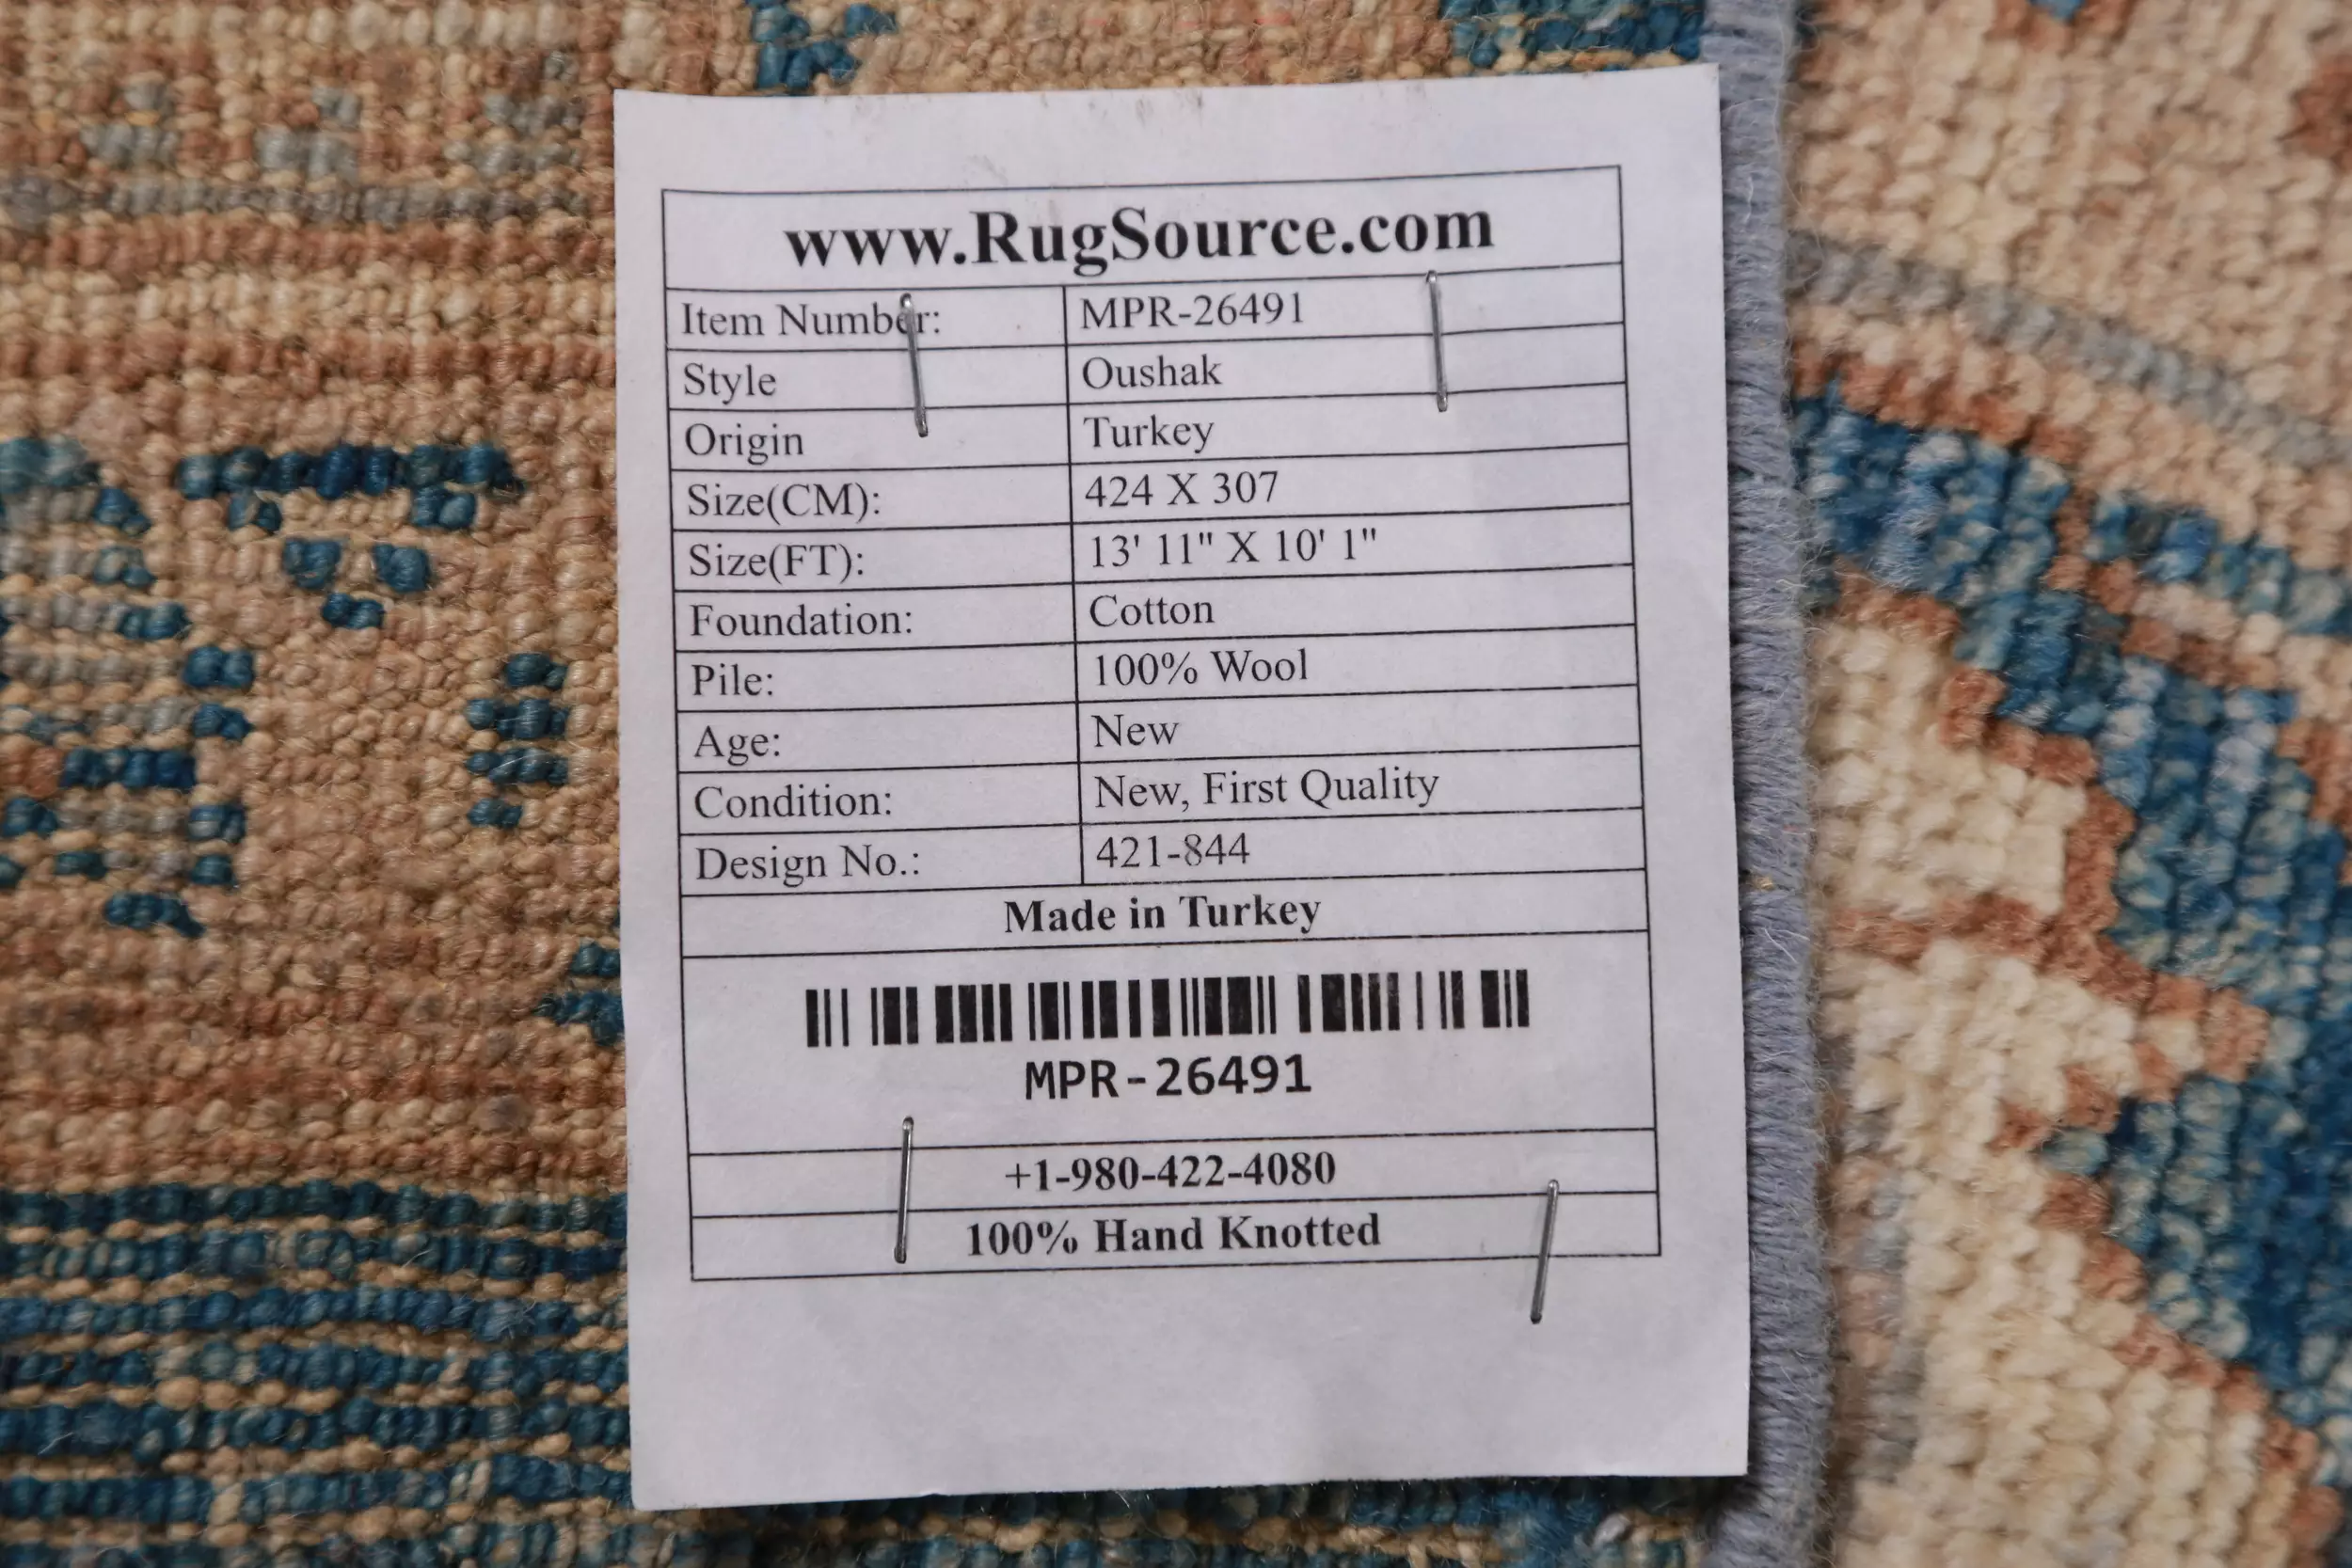 www.RugSource.com
Item Number: MPR-26491
Style Oushak
Origin Turkey
Size(CM): 424 X 307
Size(FT): 13' 11" X 10' 1"
Foundation: Cotton
Pile: 100% Wool
Age: New
Condition: New, First Quality
Design No.: 421-844
Made in Turkey
MPR-26491
+1-980-422-4080
100% Hand Knotted